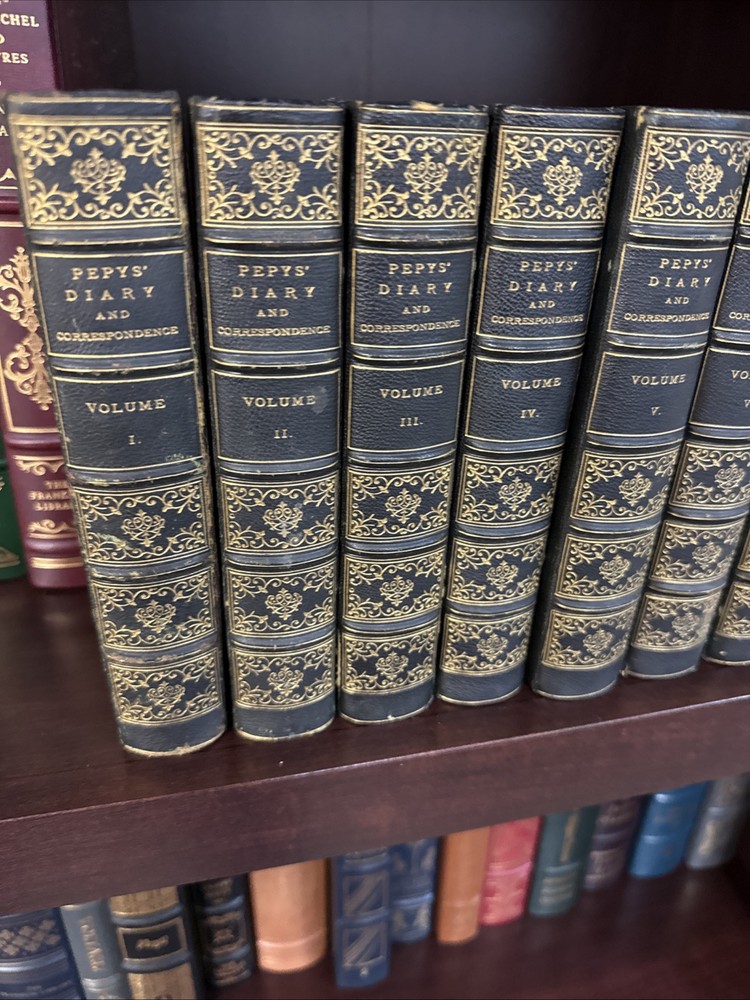 PEPYS'
DIARY
AND
CORRESPONDENCE
VOLUME
I.
PEPYS'
DIARY
AND
CORRESPONDENCE
VOLUME
II.
PEPYS'
DIARY
AND
CORRESPONDENCE
VOLUME
III.
PEPYS'
DIARY
AND
CORRESPONDENCE
VOLUME
IV.
PEPYS'
DIARY
AND
CORRESPONDENCE
VOLUME
V.